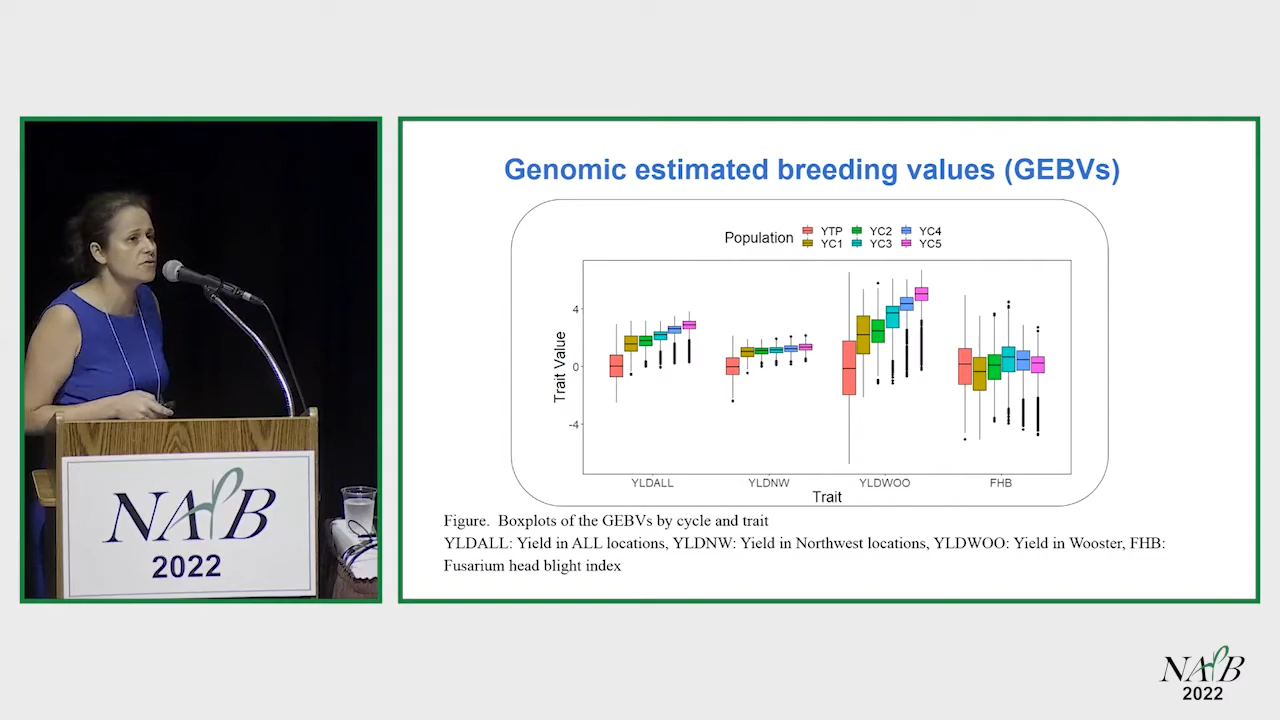 Genomic estimated breeding values (GEBVs)
Population
YTP YC2 YC4
YC1 YC3 YC5
Trait Value
4
0
-4
YLDALL YLDNW YLDWOO FHB
Trait
Figure. Boxplots of the GEBVs by cycle and trait
YLDALL: Yield in ALL locations, YLDNW: Yield in Northwest locations, YLDWOO: Yield in Wooster, FHB:
Fusarium head blight index
NAPB
2022
NAPB
2022